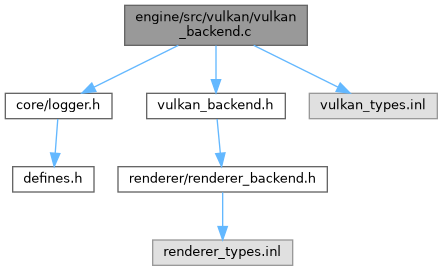 engine/src/vulkan/vulkan
_backend.c
core/logger.h
vulkan_backend.h
vulkan_types.inl
defines.h
renderer/renderer_backend.h
renderer_types.inl